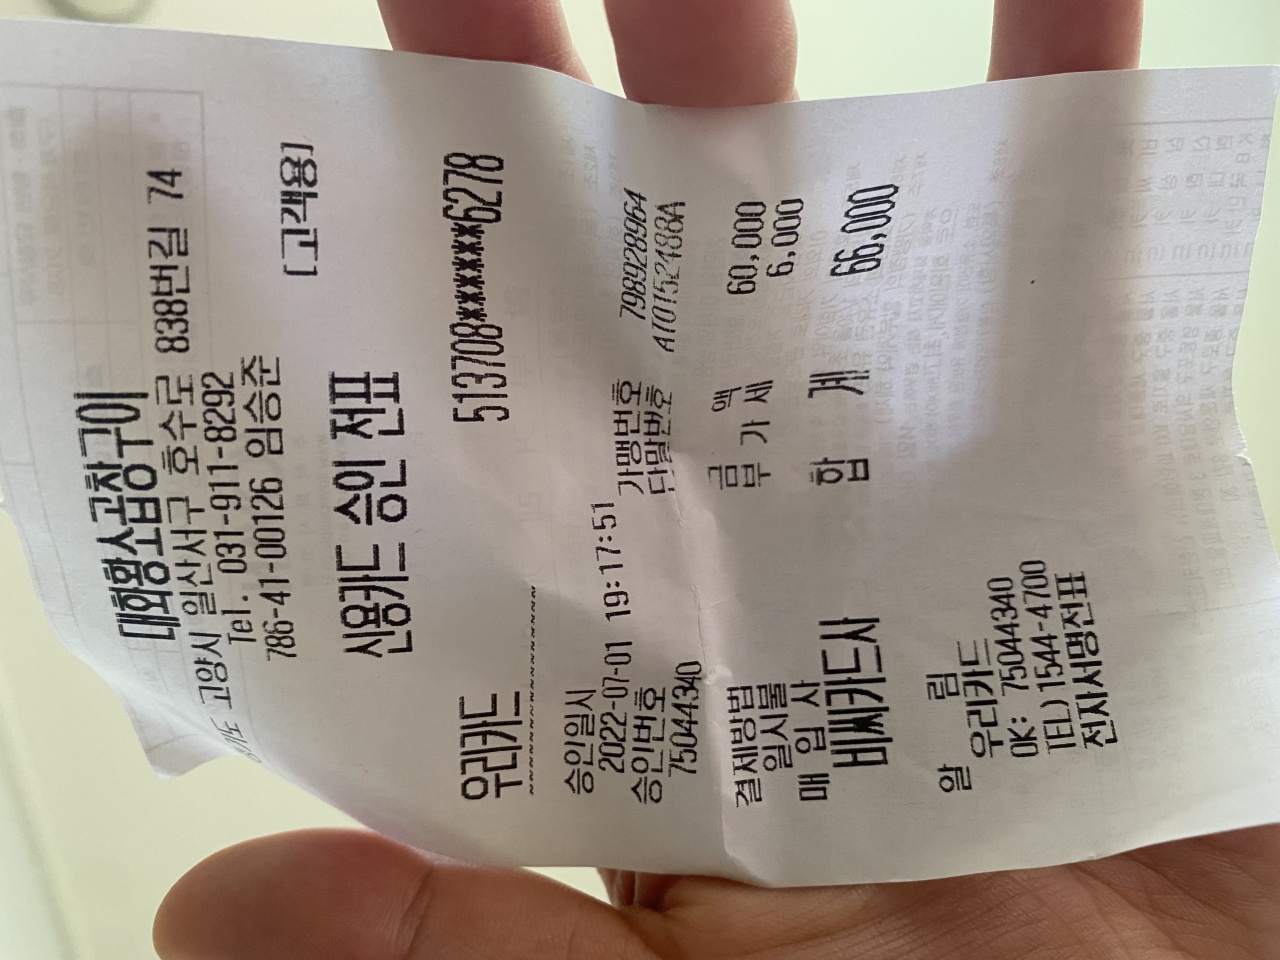 대화황소곱창구이
경기도 고양시 일산서구 호수로 838번길 74
Tel. 031-911-8292
786-41-00126 임승준
[고객용]
신용카드 승인 전표
우리카드
513708******6278
승인일시
2022-07-01 19:17:51
승인번호
75044340
가맹번호 798928964
단말번호 AT0152488A
결제방법
일시불
매 입 사
비씨카드사
금 액 60,000
부 가 세 6,000
합 계 66,000
알 림
우리카드
OK: 75044340
TEL) 1544-4700
전자서명전표